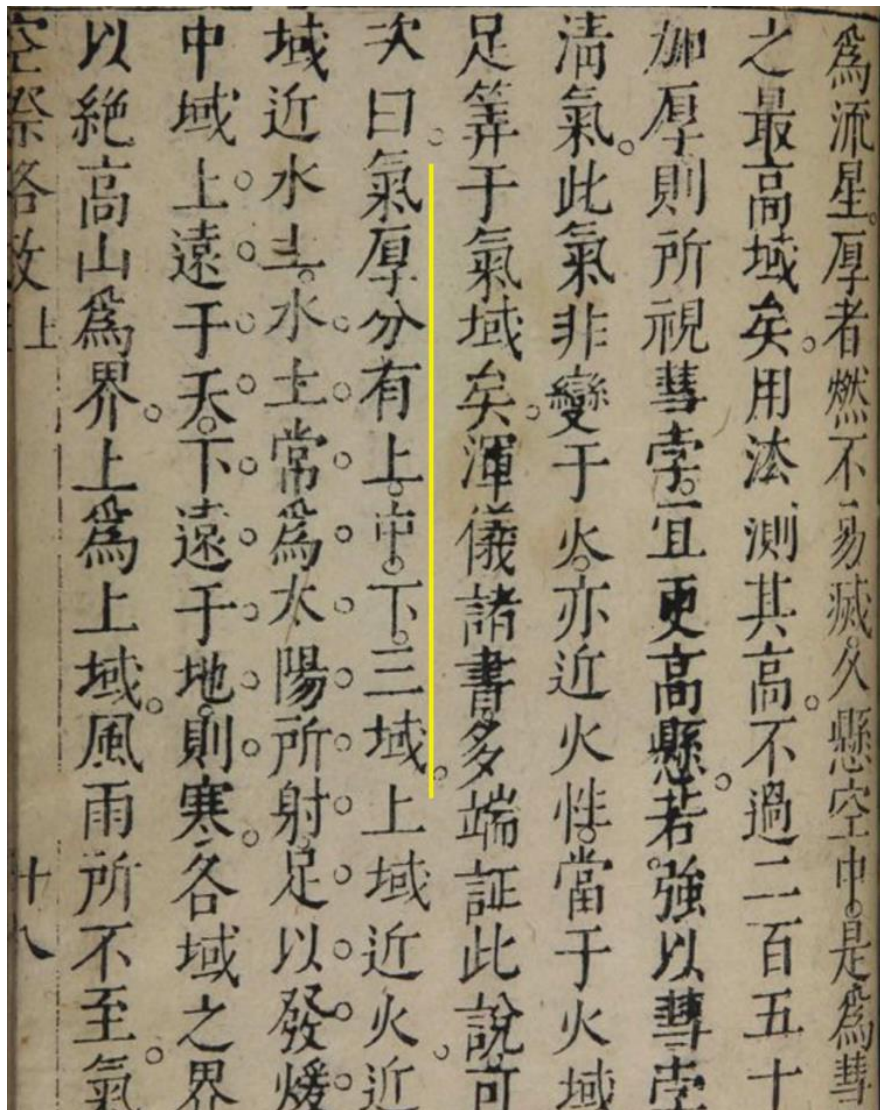 爲流星。厚者燃不易滅。久懸空中。是爲彗
之最高域矣。用法測其高。不過二百五十
加厚則所視彗孛。宜更高懸。若強以彗孛
淸氣。此氣非變于火。亦近火性。當于火域
足筭于氣域矣。渾儀諸書。多端証此說。可
次曰。氣厚分有上。中。下。三域。上域近火。近
域近水土。水土常爲太陽所射。足以發煖
中域上遠于天。下遠于地。則寒。各域之界
以絕高山爲界。上爲上域。風雨所不至。氣
空際格致 上 十八